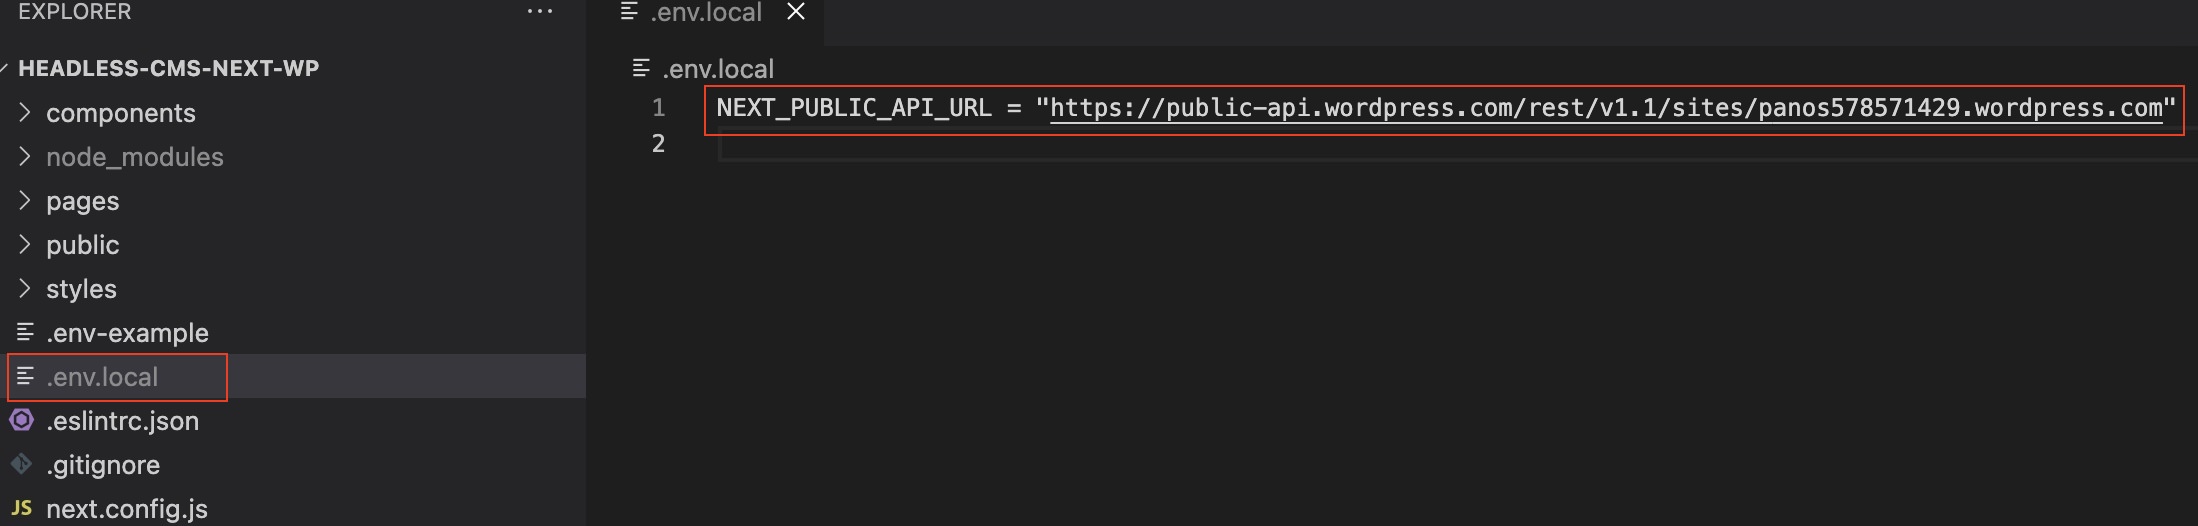 EXPLORER
HEADLESS-CMS-NEXT-WP
components
node_modules
pages
public
styles
.env-example
.env.local
.eslintrc.json
.gitignore
JS next.config.js
.env.local
.env.local
1 NEXT_PUBLIC_API_URL = "https://public-api.wordpress.com/rest/v1.1/sites/panos578571429.wordpress.com"
2